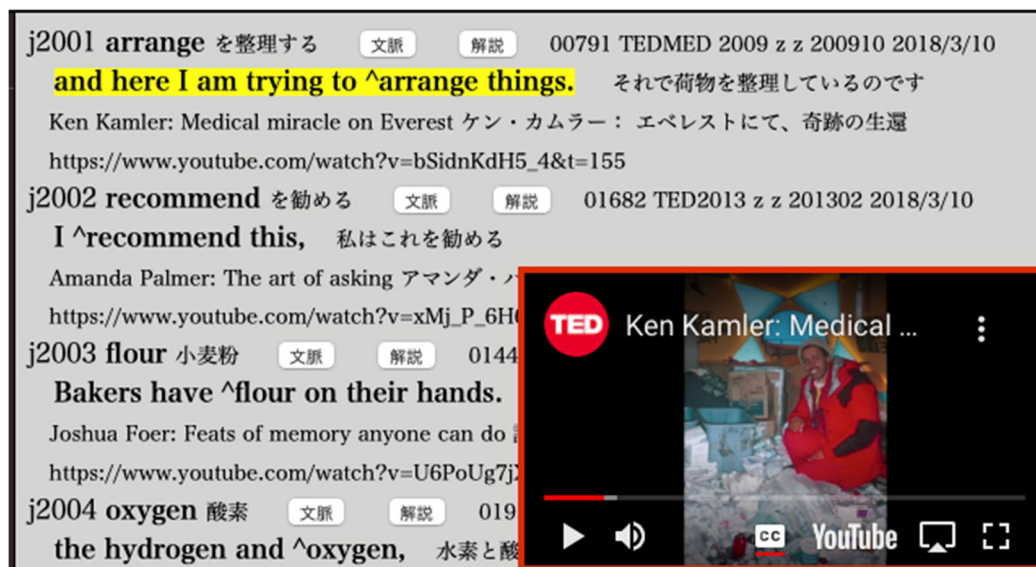 j2001 arrange を整理する 文脈 解説 00791 TEDMED 2009 z z 200910 2018/3/10
and here I am trying to ^arrange things. それで荷物を整理しているのです
Ken Kamler: Medical miracle on Everest ケン・カムラー： エベレストにて、奇跡の生還
https://www.youtube.com/watch?v=bSidnKdH5_4&t=155
j2002 recommend を勧める 文脈 解説 01682 TED2013 z z 201302 2018/3/10
I ^recommend this, 私はこれを勧める
Amanda Palmer: The art of asking アマンダ・
https://www.youtube.com/watch?v=xMj_P_6H
j2003 flour 小麦粉 文脈 解説 0144
Bakers have ^flour on their hands.
Joshua Foer: Feats of memory anyone can do
https://www.youtube.com/watch?v=U6PoUg7j
j2004 oxygen 酸素 文脈 解説 019
the hydrogen and ^oxygen, 水素と酸
TED Ken Kamler: Medical ...
CC YouTube